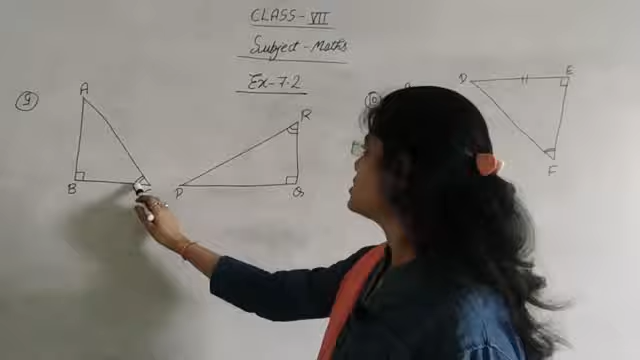 CLASS-VII
Subject-Maths
Ex-7.2
9
A
B
P
Q
R
10
D
E
F